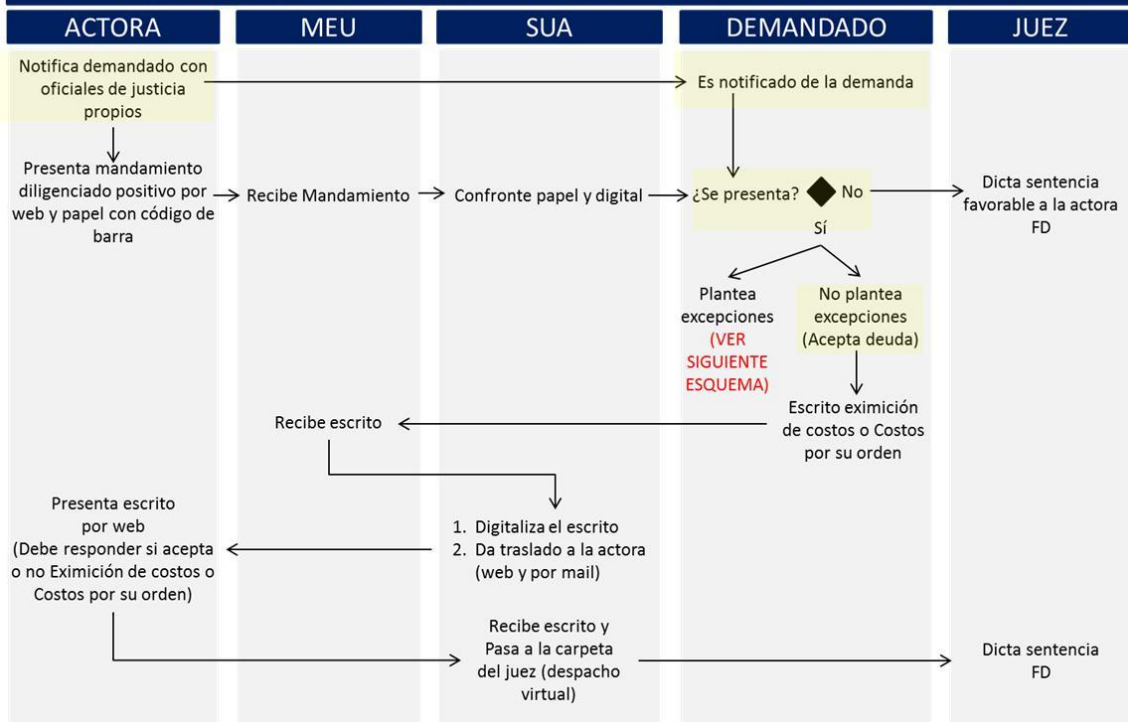 ACTORA
MEU
SUA
DEMANDADO
JUEZ
Notifica demandado con
oficiales de justicia
propios
Es notificado de la demanda
Presenta mandamiento
diligenciado positivo por
web y papel con código de
barra
Recibe Mandamiento
Confronte papel y digital
¿Se presenta?
No
Sí
Dicta sentencia
favorable a la actora
FD
Plantea
excepciones
(VER
SIGUIENTE
ESQUEMA)
No plantea
excepciones
(Acepta deuda)
Escrito eximición
de costos o Costos
por su orden
Recibe escrito
1. Digitaliza el escrito
2. Da traslado a la actora
(web y por mail)
Presenta escrito
por web
(Debe responder si acepta
o no Eximición de costos o
Costos por su orden)
Recibe escrito y
Pasa a la carpeta
del juez (despacho
virtual)
Dicta sentencia
FD